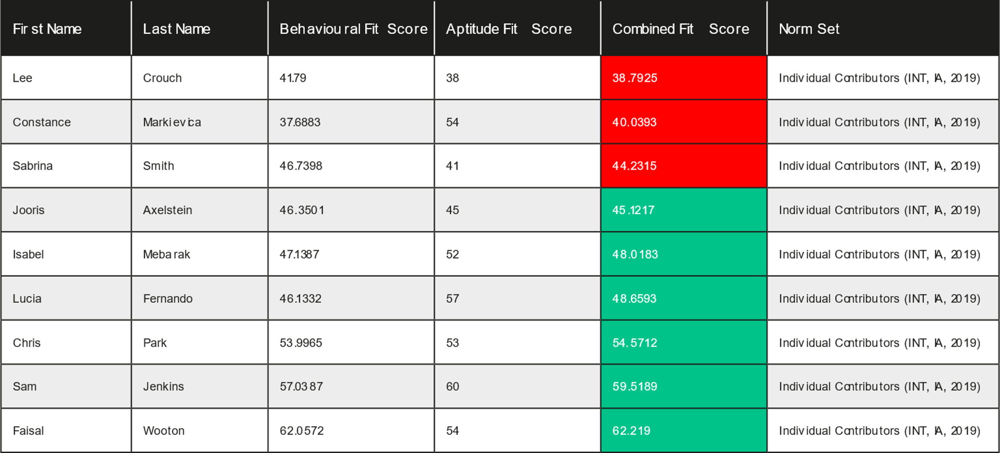 First Name Last Name Behavioural Fit Score Aptitude Fit Score Combined Fit Score Norm Set
Lee Crouch 41.79 38 38.7925 Individual Contributors (INT, IA, 2019)
Constance Markievica 37.6883 54 40.0393 Individual Contributors (INT, IA, 2019)
Sabrina Smith 46.7398 41 44.2315 Individual Contributors (INT, IA, 2019)
Jooris Axelstein 46.3501 45 45.1217 Individual Contributors (INT, IA, 2019)
Isabel Mebarak 47.1387 52 48.0183 Individual Contributors (INT, IA, 2019)
Lucia Fernando 46.1332 57 48.6593 Individual Contributors (INT, IA, 2019)
Chris Park 53.9965 53 54.5712 Individual Contributors (INT, IA, 2019)
Sam Jenkins 57.0387 60 59.5189 Individual Contributors (INT, IA, 2019)
Faisal Wooton 62.0572 54 62.219 Individual Contributors (INT, IA, 2019)